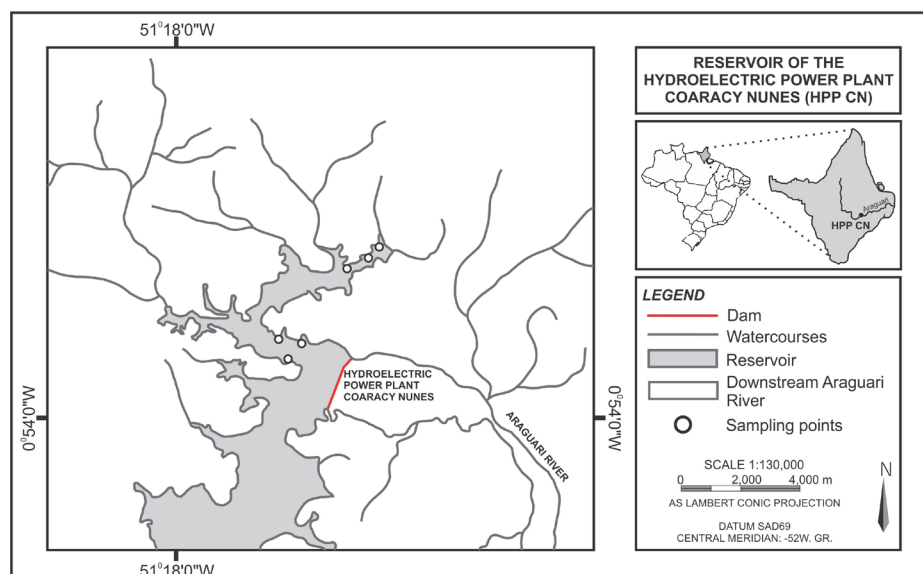 51°18'0"W
RESERVOIR OF THE
HYDROELECTRIC POWER PLANT
COARACY NUNES (HPP CN)
Araguari
HPP CN
HYDROELECTRIC
POWER PLANT
COARACY NUNES
ARAGUARI RIVER
0°54'0"W
0°54'0"W
51°18'0"W
LEGEND
Dam
Watercourses
Reservoir
Downstream Araguari
River
Sampling points
SCALE 1:130,000
0 2,000 4,000 m
AS LAMBERT CONIC PROJECTION
DATUM SAD69
CENTRAL MERIDIAN: -52W. GR.
N